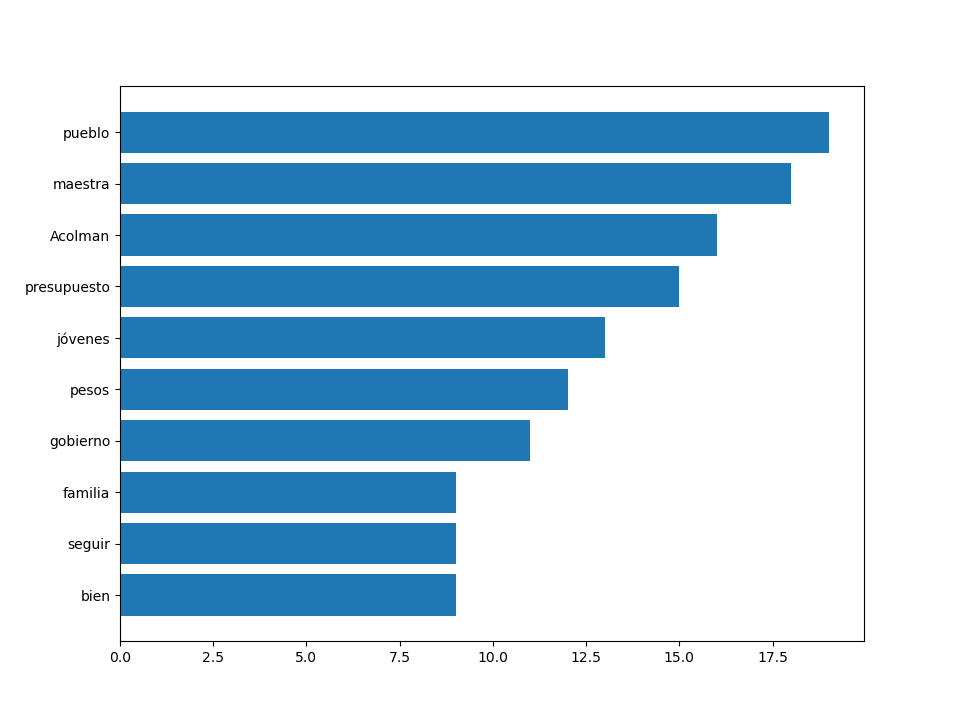 pueblo
maestra
Acolman
presupuesto
jóvenes
pesos
gobierno
familia
seguir
bien
0.0 2.5 5.0 7.5 10.0 12.5 15.0 17.5